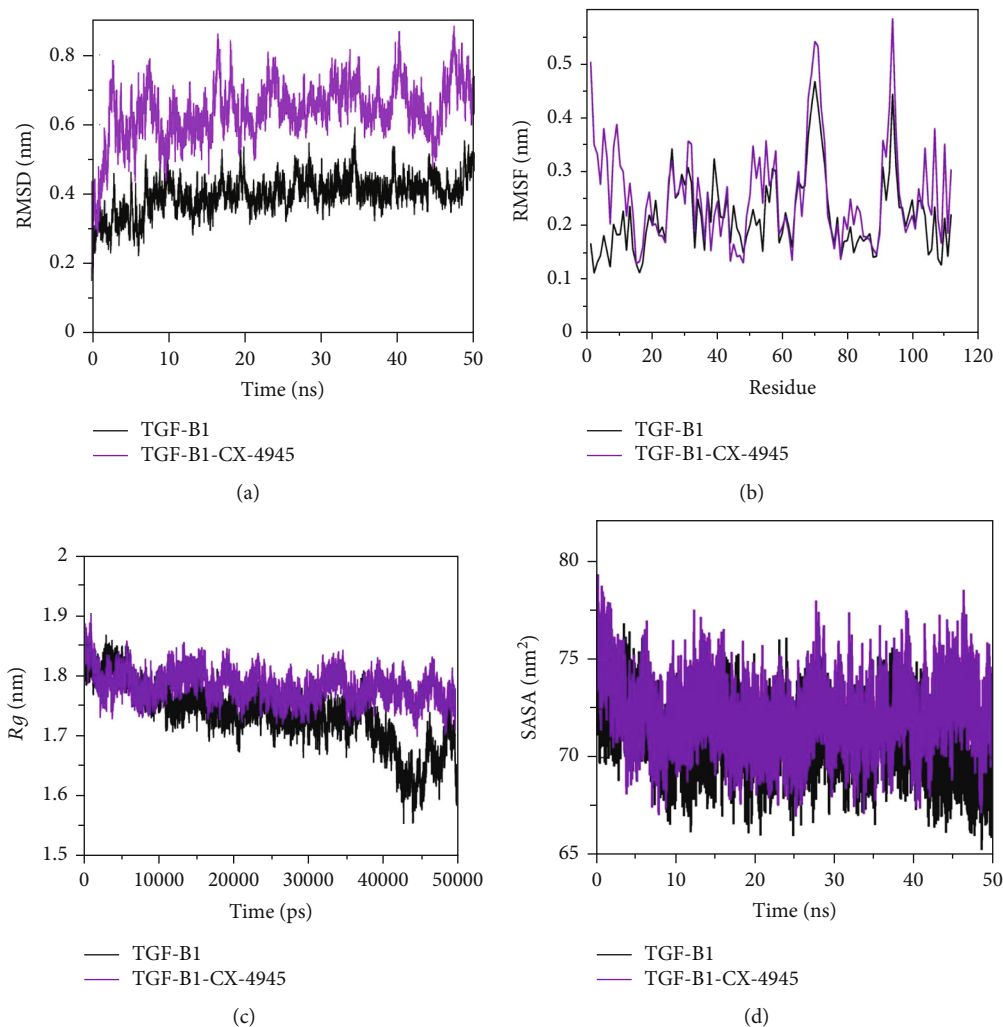 RMSD (nm)
0.8
0.6
0.4
0.2
0
0 10 20 30 40 50
Time (ns)
TGF-B1
TGF-B1-CX-4945
(a)
RMSF (nm)
0.5
0.4
0.3
0.2
0.1
0
0 20 40 60 80 100 120
Residue
TGF-B1
TGF-B1-CX-4945
(b)
Rg (nm)
2
1.9
1.8
1.7
1.6
1.5
0 10000 20000 30000 40000 50000
Time (ps)
TGF-B1
TGF-B1-CX-4945
(c)
SASA (nm²)
80
75
70
65
0 10 20 30 40 50
Time (ns)
TGF-B1
TGF-B1-CX-4945
(d)